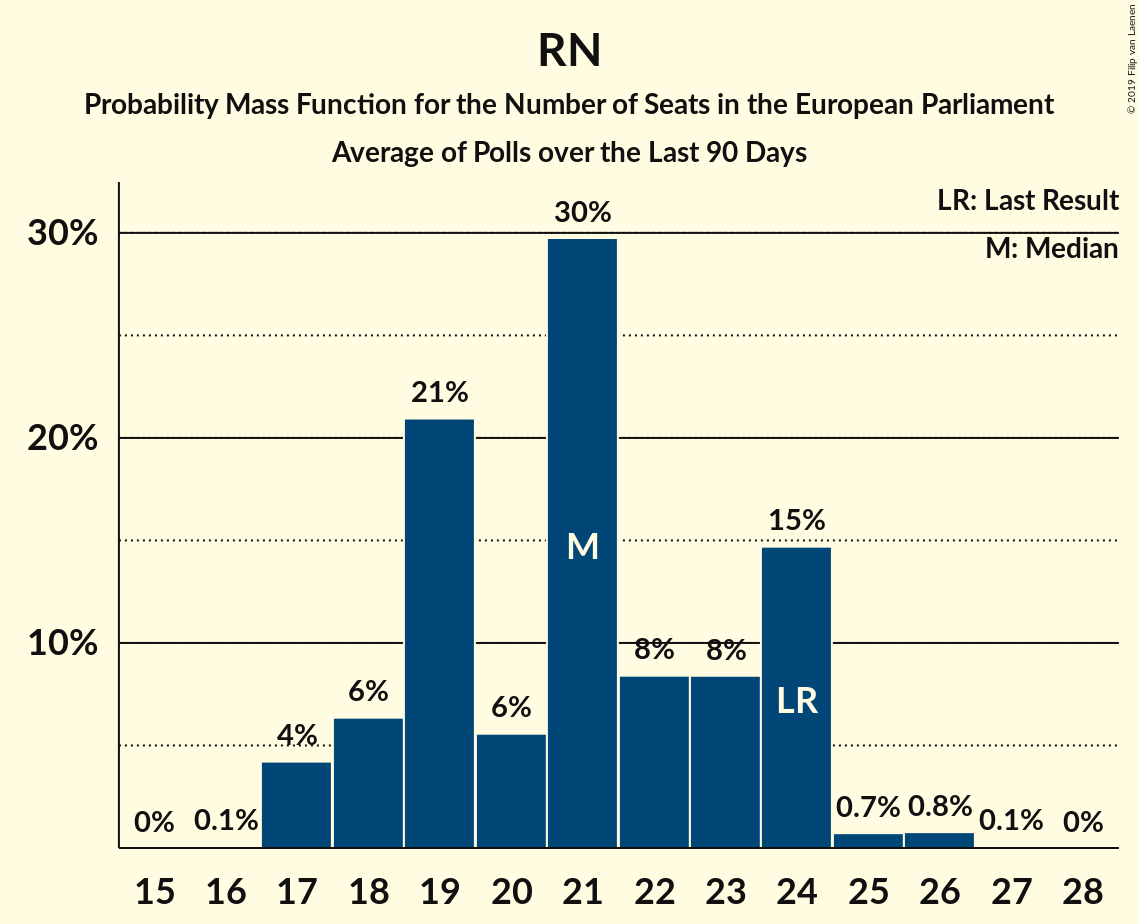 RN
Probability Mass Function for the Number of Seats in the European Parliament
Average of Polls over the Last 90 Days
© 2019 Filip van Laenen
LR: Last Result
M: Median
30%
20%
10%
0%
0.1%
4%
6%
21%
6%
30%
8%
8%
15%
0.7%
0.8%
0.1%
0%
M
LR
15 16 17 18 19 20 21 22 23 24 25 26 27 28